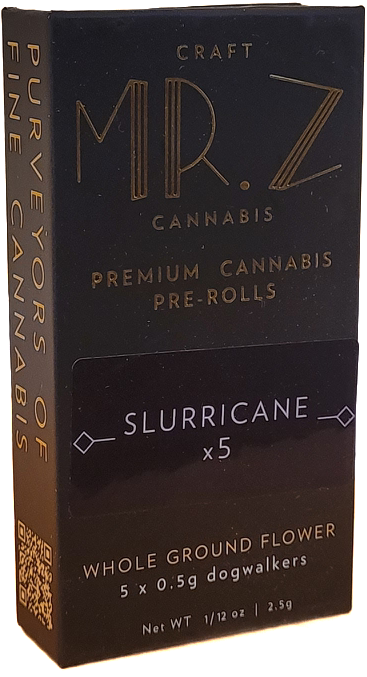 CRAFT
MR.Z
CANNABIS
PREMIUM CANNABIS
PRE-ROLLS
SLURRICANE
x5
WHOLE GROUND FLOWER
5 x 0.5g dogwalkers
Net WT 1/12 oz | 2.5g
PURVEYORS OF
FINE CANNABIS